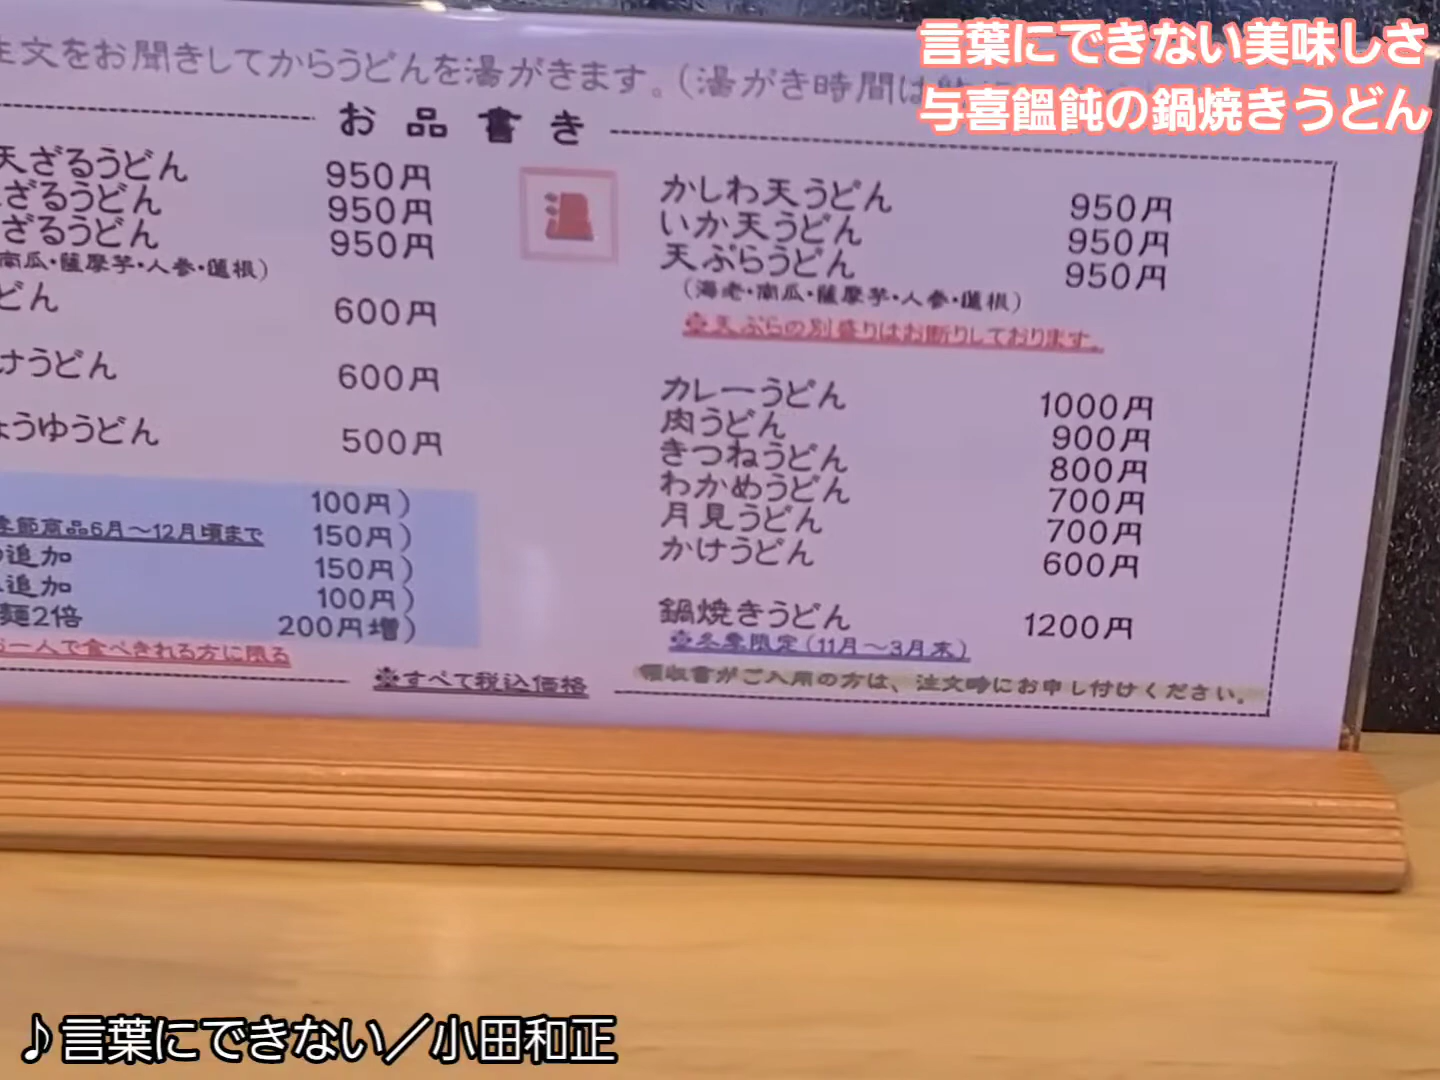 言葉にできない美味しさ
与喜饂飩の鍋焼きうどん
文をお聞きしてからうどんを湯がきます。(湯がき時間は
お品書き
天ざるうどん 950円
ざるうどん 950円
ざるうどん 950円
南瓜・薩摩芋・人参・蓮根)
どん 600円
けうどん 600円
ょうゆうどん 500円
100円)
季節商品6月~12月頃まで 150円)
追加 150円)
追加 100円)
麺2倍 200円増)
お一人で食べきれる方に限る
※すべて税込価格
温
かしわ天うどん 950円
いか天うどん 950円
天ぷらうどん 950円
(海老・南瓜・薩摩芋・人参・蓮根)
※天ぷらの別盛りはお断りしております。
カレーうどん 1000円
肉うどん 900円
きつねうどん 800円
わかめうどん 700円
月見うどん 700円
かけうどん 600円
鍋焼きうどん 1200円
※冬季限定(11月~3月末)
領収書がご入用の方は、注文時にお申し付けください。
♪言葉にできない/小田和正